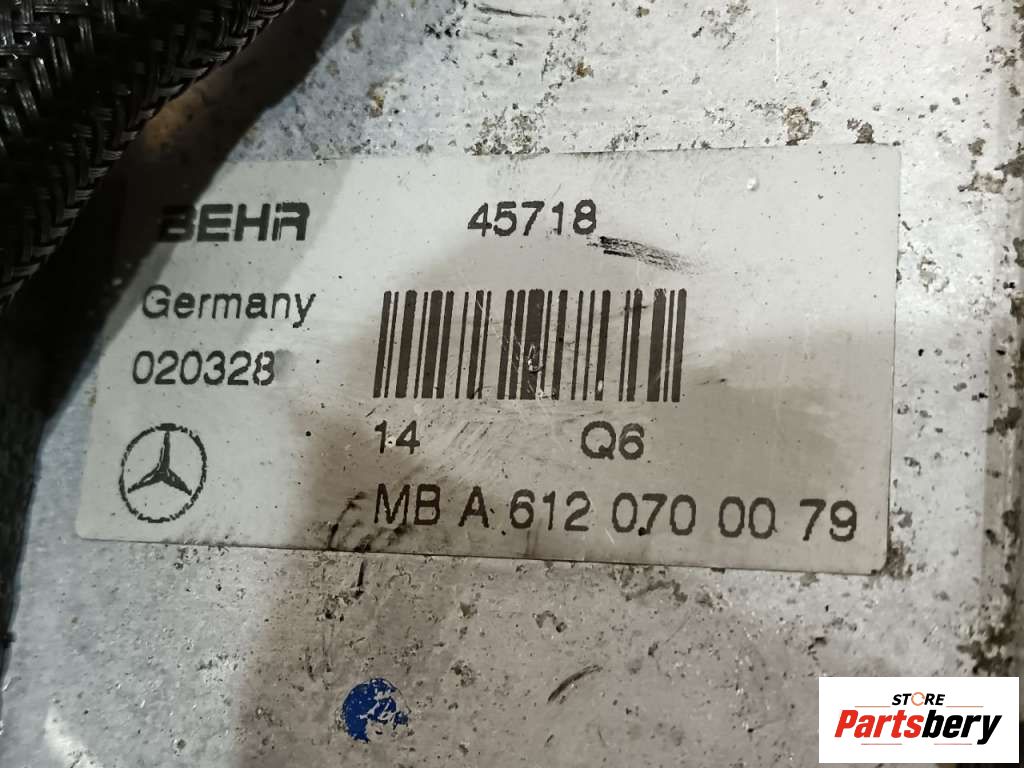 BEHR 45718
Germany
020328
14 Q6
MB A 612 070 00 79
STORE
Partsbery